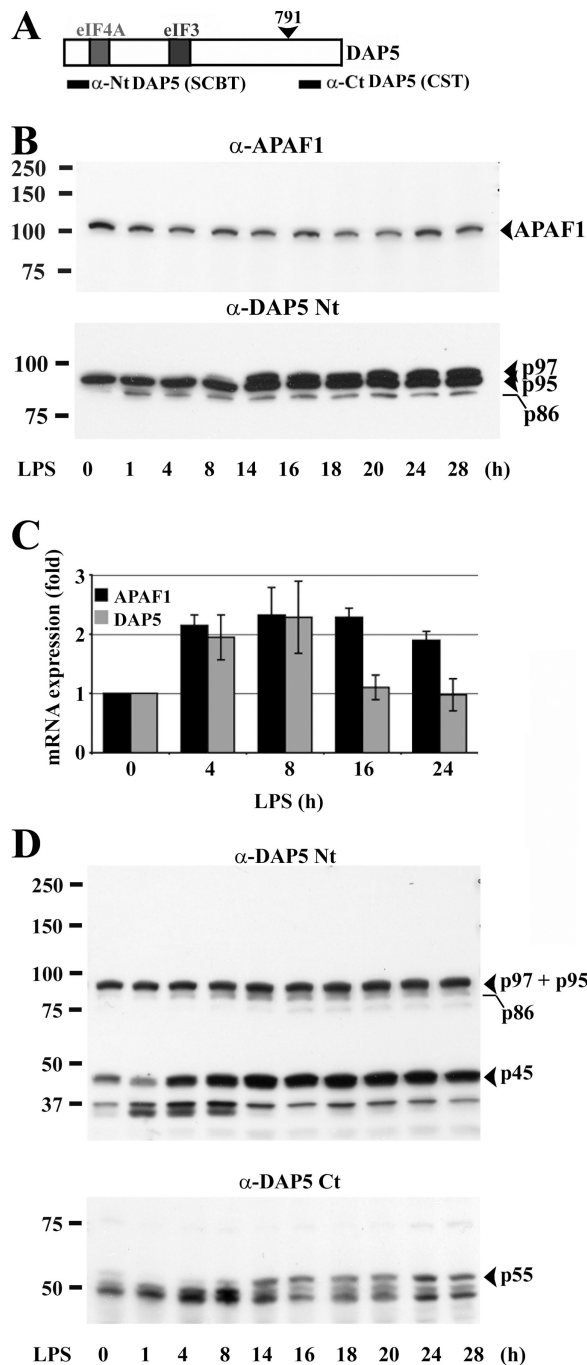 A
eIF4A eIF3 791
DAP5
α-Nt DAP5 (SCBT) α-Ct DAP5 (CST)
B
α-APAF1
250
150
100
75
APAF1
α-DAP5 Nt
100
75
p97
p95
p86
LPS 0 1 4 8 14 16 18 20 24 28 (h)
C
mRNA expression (fold)
3
2
1
0
APAF1
DAP5
0 4 8 16 24
LPS (h)
D
α-DAP5 Nt
250
150
100
75
50
37
p97 + p95
p86
p45
α-DAP5 Ct
75
50
p55
LPS 0 1 4 8 14 16 18 20 24 28 (h)